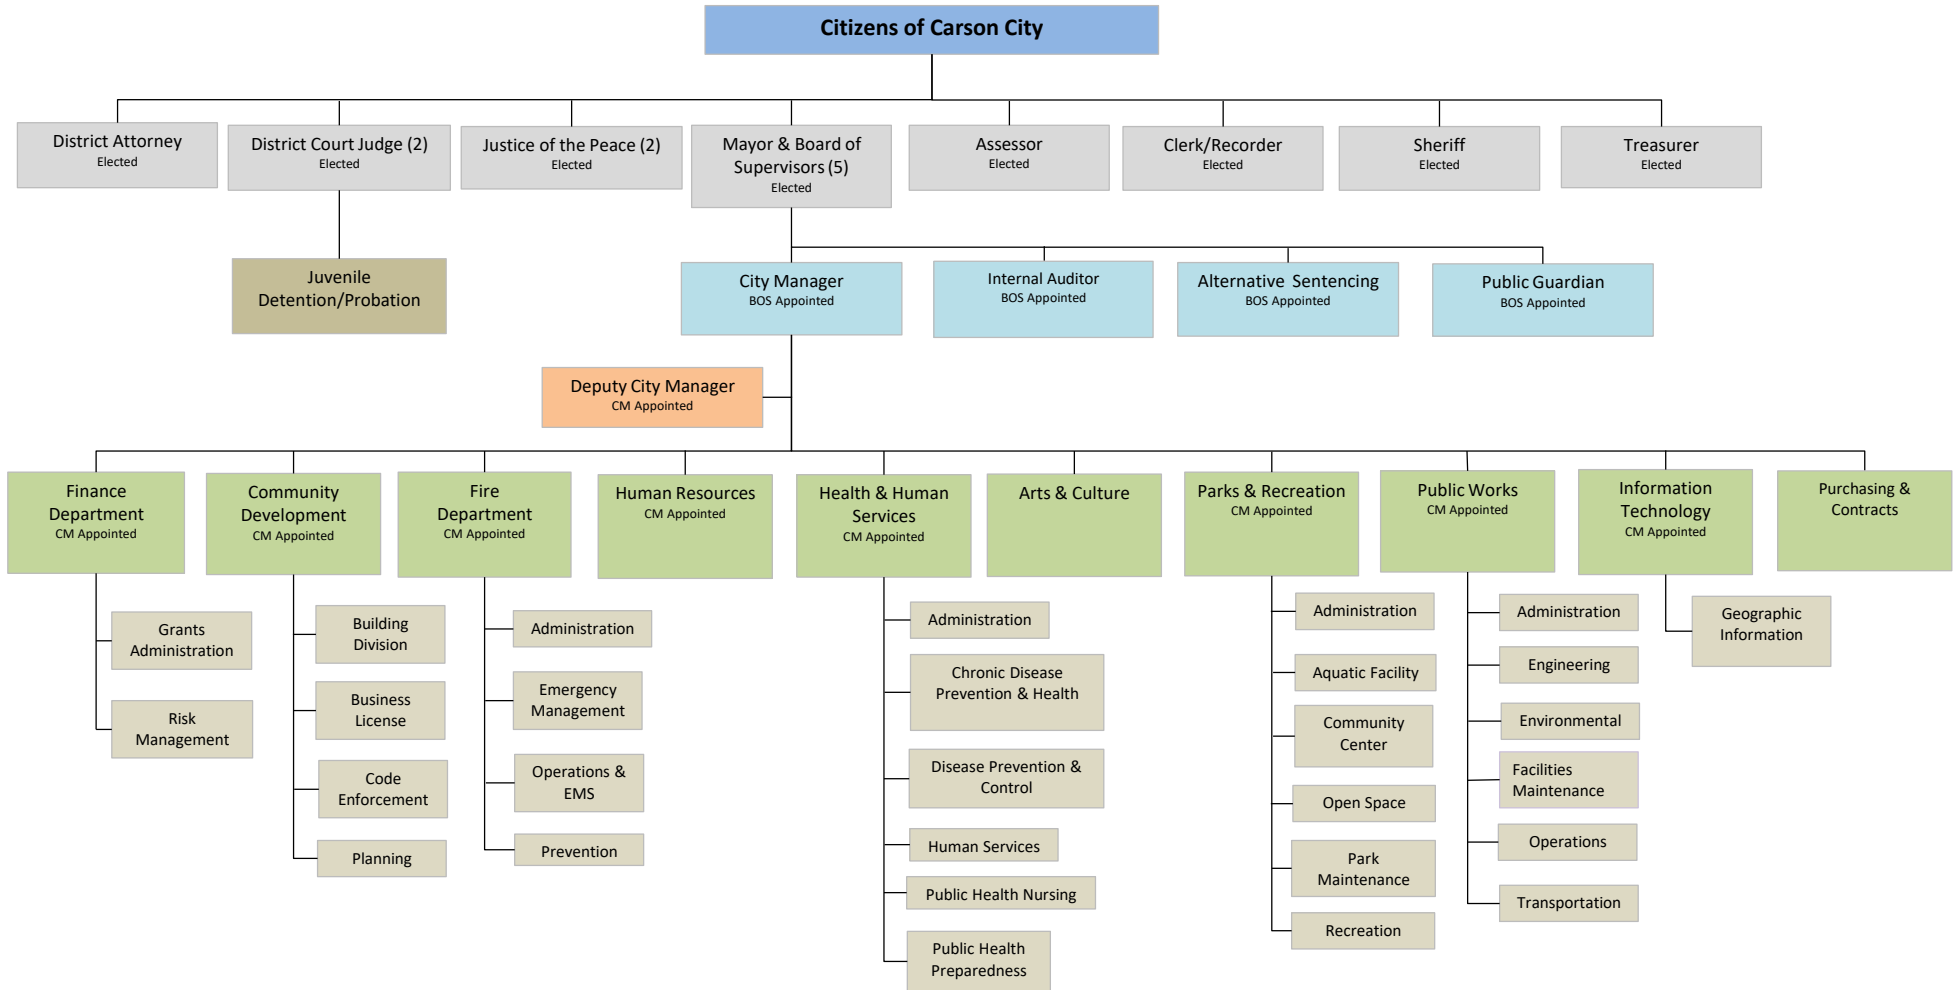 Citizens of Carson City
District Attorney
Elected
District Court Judge (2)
Elected
Justice of the Peace (2)
Elected
Mayor & Board of
Supervisors (5)
Elected
Assessor
Elected
Clerk/Recorder
Elected
Sheriff
Elected
Treasurer
Elected
Juvenile
Detention/Probation
City Manager
BOS Appointed
Internal Auditor
BOS Appointed
Alternative Sentencing
BOS Appointed
Public Guardian
BOS Appointed
Deputy City Manager
CM Appointed
Finance
Department
CM Appointed
Community
Development
CM Appointed
Fire
Department
CM Appointed
Human Resources
CM Appointed
Health & Human
Services
CM Appointed
Arts & Culture
Parks & Recreation
CM Appointed
Public Works
CM Appointed
Information
Technology
CM Appointed
Purchasing &
Contracts
Grants
Administration
Risk
Management
Building
Division
Business
License
Code
Enforcement
Planning
Administration
Emergency
Management
Operations &
EMS
Prevention
Administration
Chronic Disease
Prevention & Health
Disease Prevention &
Control
Human Services
Public Health Nursing
Public Health
Preparedness
Administration
Aquatic Facility
Community
Center
Open Space
Park
Maintenance
Recreation
Administration
Engineering
Environmental
Facilities
Maintenance
Operations
Transportation
Geographic
Information